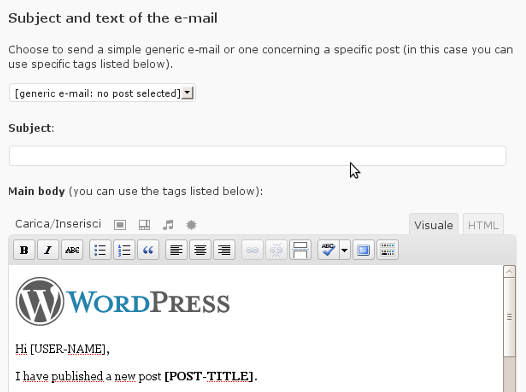 Subject and text of the e-mail
Choose to send a simple generic e-mail or one concerning a specific post (in this case you can
use specific tags listed below).
[generic e-mail: no post selected]
Subject:
Main body (you can use the tags listed below):
Carica/Inserisci
Visuale HTML
B I ABC ABC
WORDPRESS
Hi [USER-NAME],
I have published a new post [POST-TITLE].